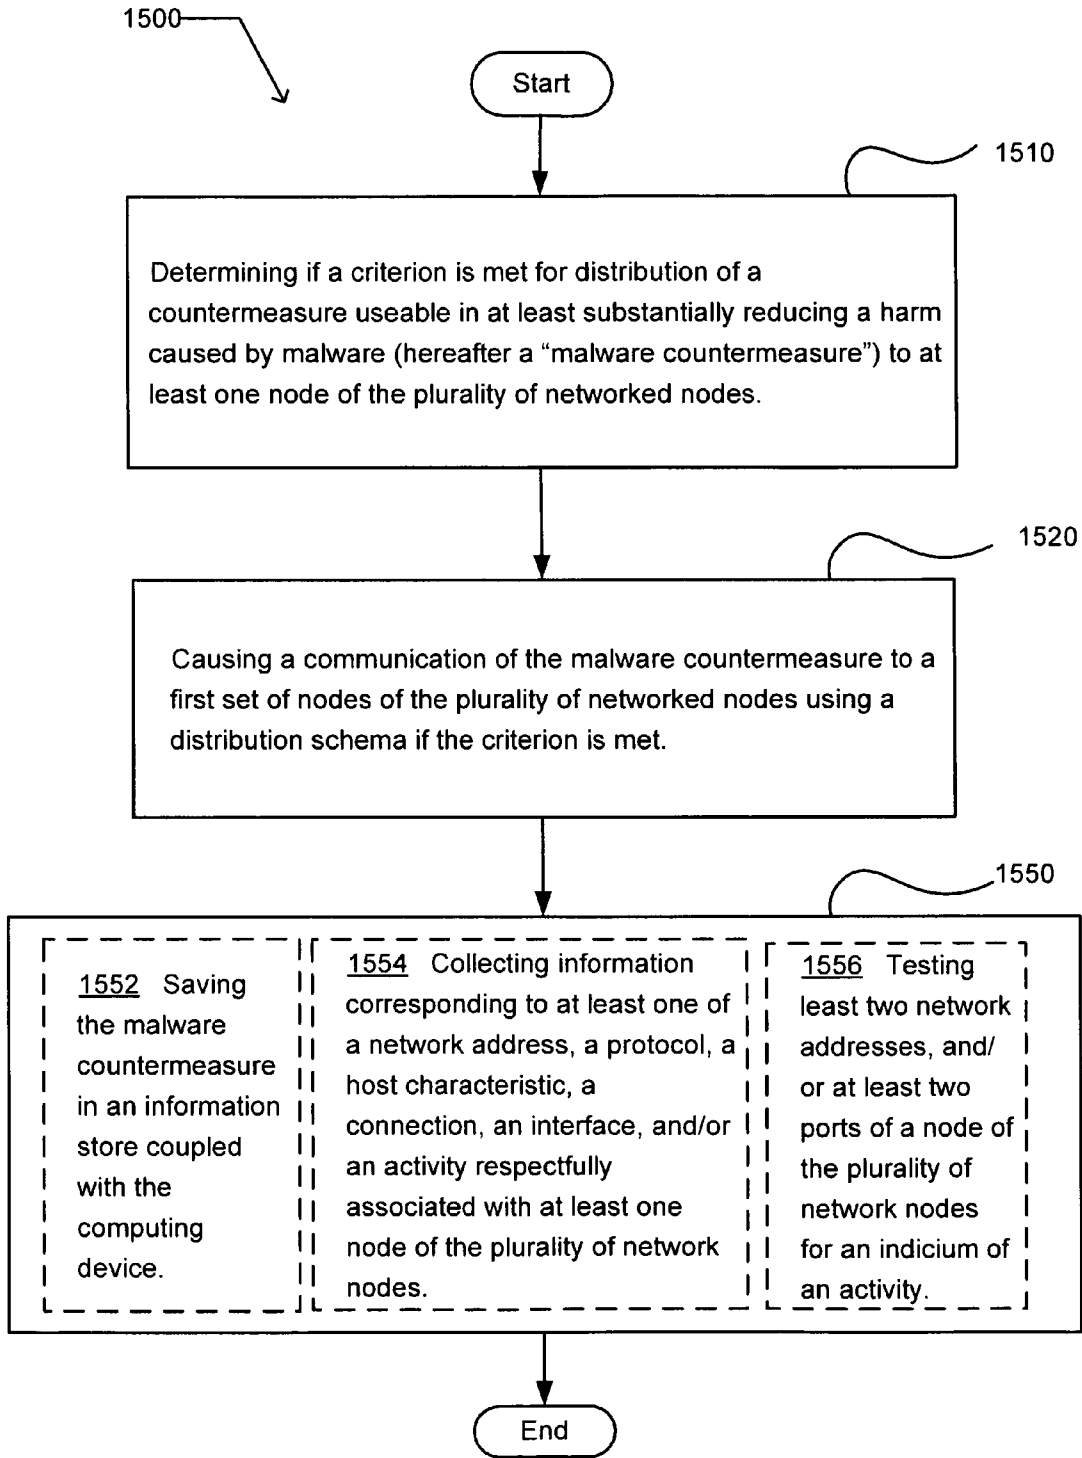 1500
Start
1510
Determining if a criterion is met for distribution of a
countermeasure useable in at least substantially reducing a harm
caused by malware (hereafter a “malware countermeasure”) to at
least one node of the plurality of networked nodes.
1520
Causing a communication of the malware countermeasure to a
first set of nodes of the plurality of networked nodes using a
distribution schema if the criterion is met.
1550
1552 Saving
the malware
countermeasure
in an information
store coupled
with the
computing
device.
1554 Collecting information
corresponding to at least one of
a network address, a protocol, a
host characteristic, a
connection, an interface, and/or
an activity respectfully
associated with at least one
node of the plurality of network
nodes.
1556 Testing
least two network
addresses, and/
or at least two
ports of a node of
the plurality of
network nodes
for an indicium of
an activity.
End